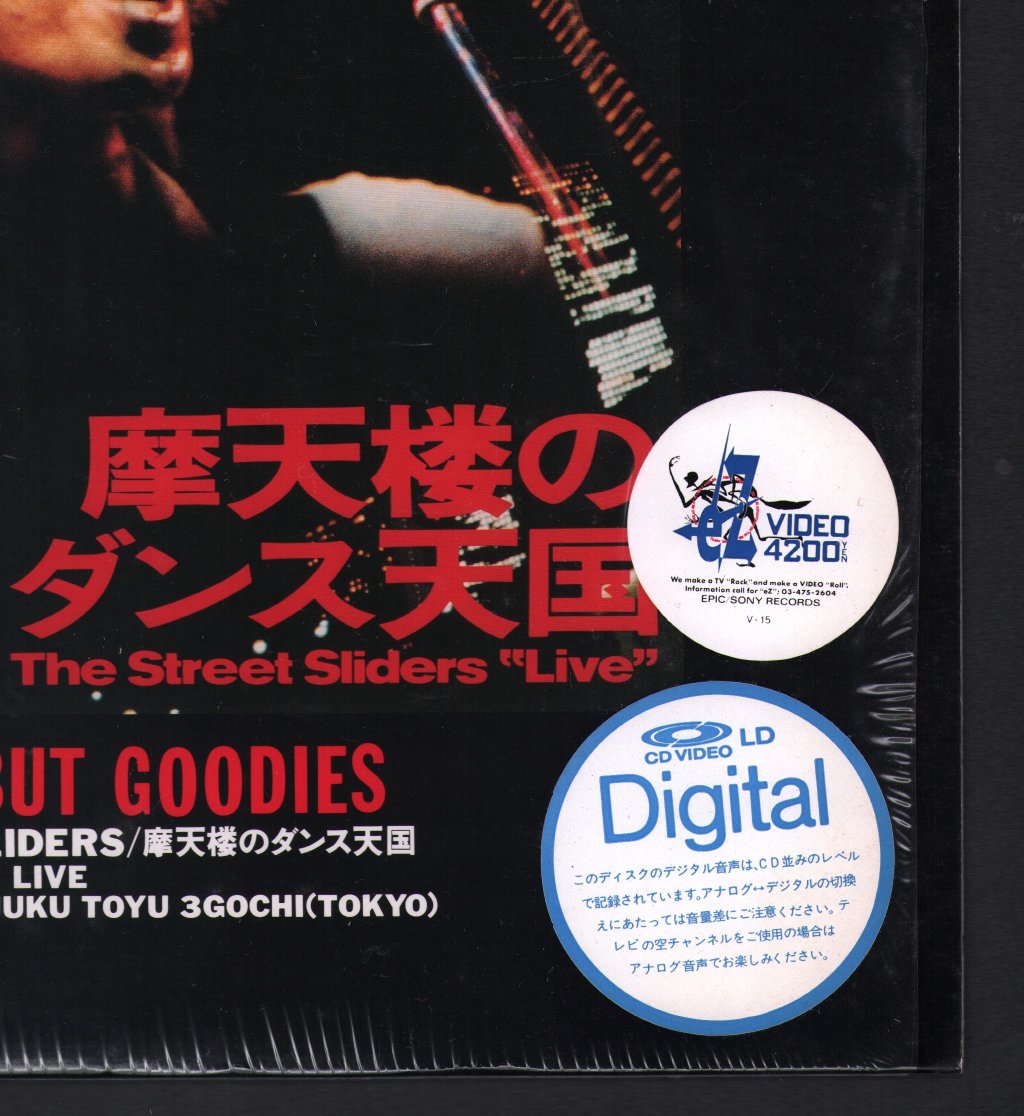 摩天楼の
ダンス天国
The Street Sliders "Live"
BUT GOODIES
LIDERS/摩天楼のダンス天国
LIVE
UKU TOYU 3GOCHI(TOKYO)
eZ
VIDEO
4200YEN
We make a TV "Rock" and make a VIDEO "Roll".
Information call for "eZ"; 03-475-2604
EPIC/SONY RECORDS
V-15
CD VIDEO LD
Digital
このディスクのデジタル音声は、CD並みのレベル
で記録されています。アナログ↔デジタルの切換
えにあたっては音量差にご注意ください。テ
レビの空チャンネルをご使用の場合は
アナログ音声でお楽しみください。